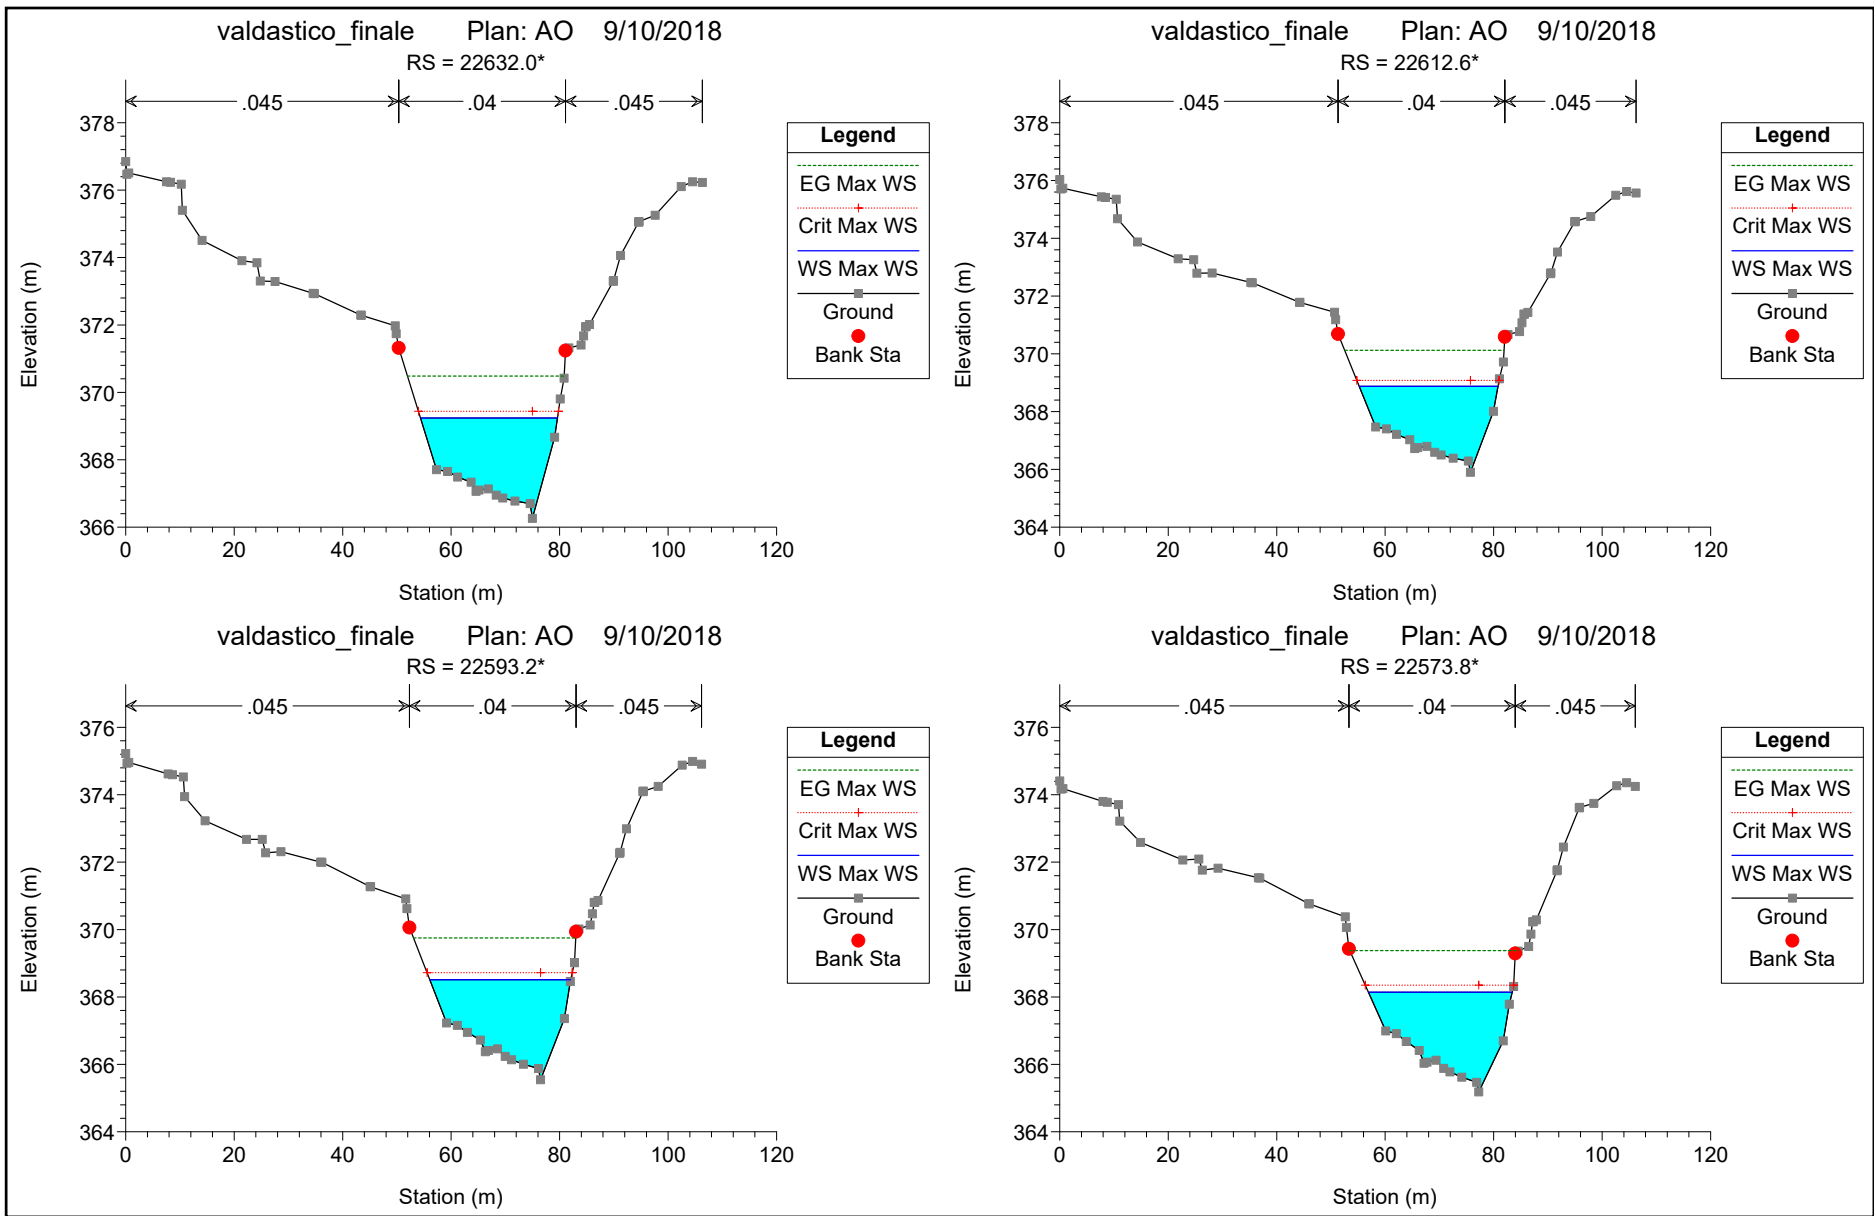 valdastico_finale Plan: AO 9/10/2018
RS = 22632.0*
.045 .04 .045
378
376
374
372
370
368
366
0 20 40 60 80 100 120
Station (m)
Elevation (m)
Legend
EG Max WS
Crit Max WS
WS Max WS
Ground
Bank Sta
valdastico_finale Plan: AO 9/10/2018
RS = 22612.6*
.045 .04 .045
378
376
374
372
370
368
366
364
0 20 40 60 80 100 120
Station (m)
Elevation (m)
Legend
EG Max WS
Crit Max WS
WS Max WS
Ground
Bank Sta
valdastico_finale Plan: AO 9/10/2018
RS = 22593.2*
.045 .04 .045
376
374
372
370
368
366
364
0 20 40 60 80 100 120
Station (m)
Elevation (m)
Legend
EG Max WS
Crit Max WS
WS Max WS
Ground
Bank Sta
valdastico_finale Plan: AO 9/10/2018
RS = 22573.8*
.045 .04 .045
376
374
372
370
368
366
364
0 20 40 60 80 100 120
Station (m)
Elevation (m)
Legend
EG Max WS
Crit Max WS
WS Max WS
Ground
Bank Sta